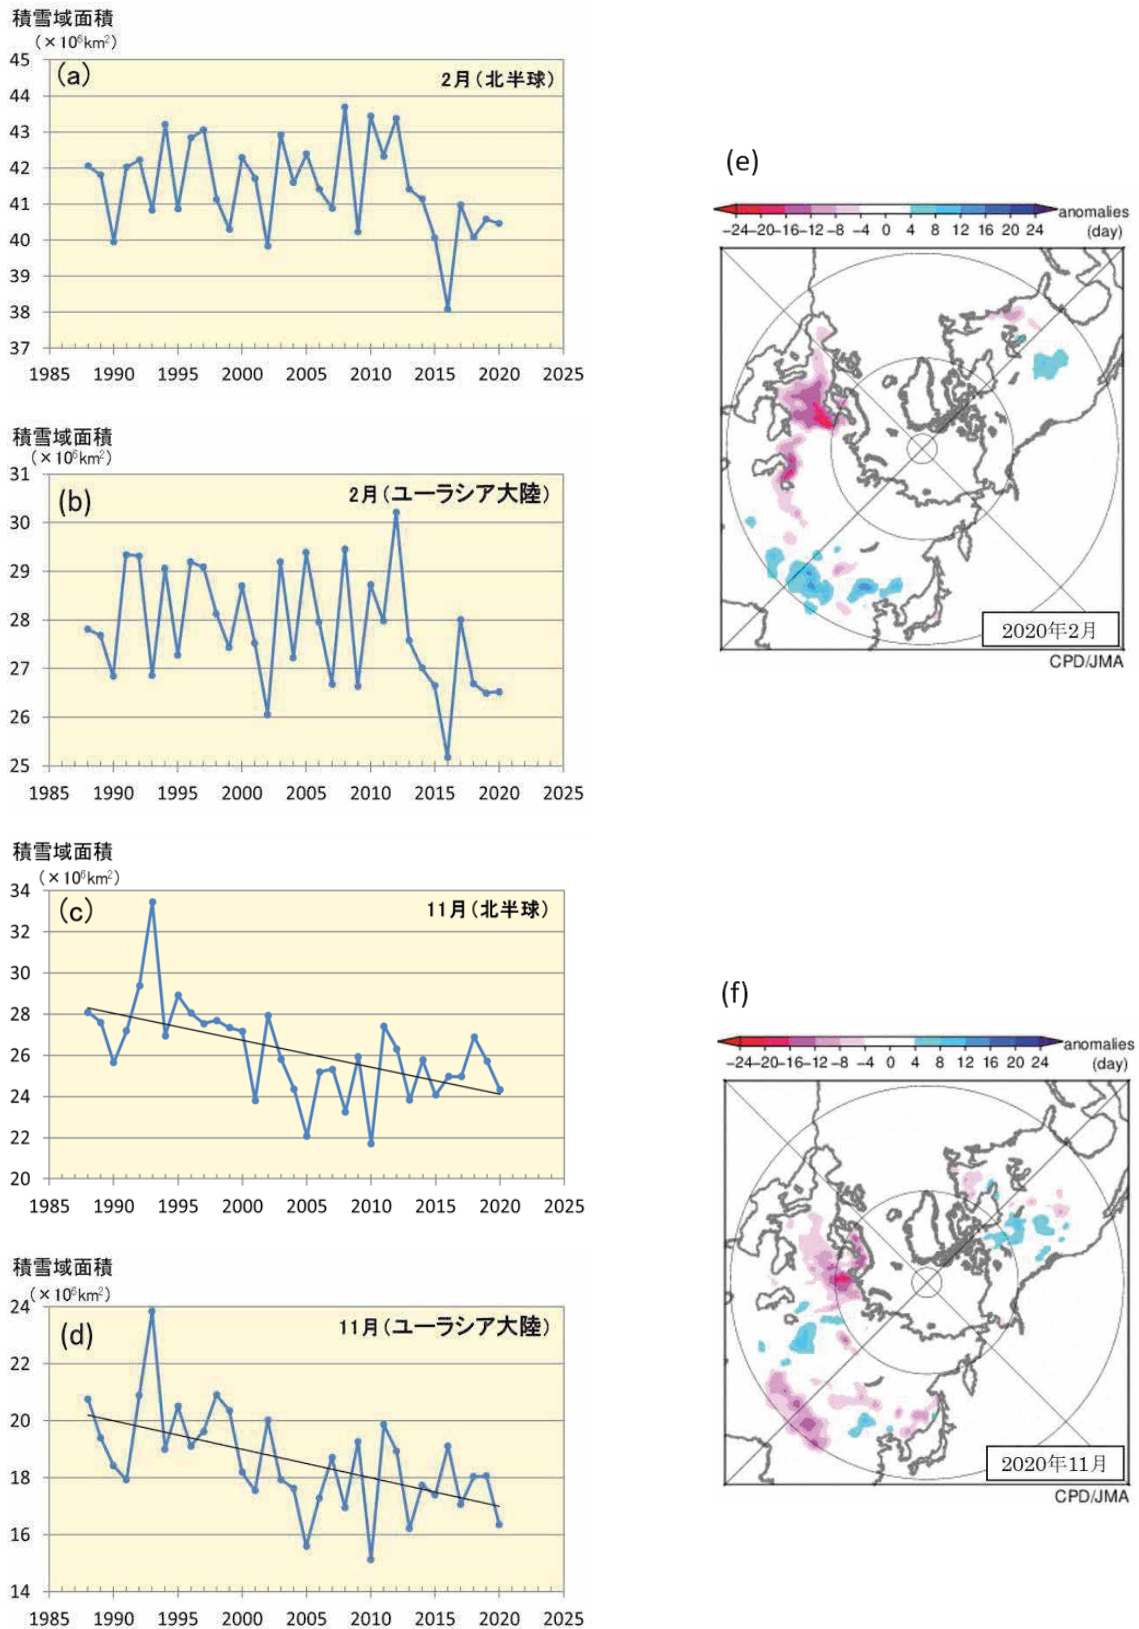 積雪域面積
(×10⁶km²)
(a)
2月(北半球)
45
44
43
42
41
40
39
38
37
1985 1990 1995 2000 2005 2010 2015 2020 2025
積雪域面積
(×10⁶km²)
(b)
2月(ユーラシア大陸)
31
30
29
28
27
26
25
1985 1990 1995 2000 2005 2010 2015 2020 2025
積雪域面積
(×10⁶km²)
(c)
11月(北半球)
34
32
30
28
26
24
22
20
1985 1990 1995 2000 2005 2010 2015 2020 2025
積雪域面積
(×10⁶km²)
(d)
11月(ユーラシア大陸)
24
22
20
18
16
14
1985 1990 1995 2000 2005 2010 2015 2020 2025
(e)
anomalies
−24−20−16−12−8 −4 0 4 8 12 16 20 24 (day)
2020年2月
CPD/JMA
(f)
anomalies
−24−20−16−12−8 −4 0 4 8 12 16 20 24 (day)
2020年11月
CPD/JMA